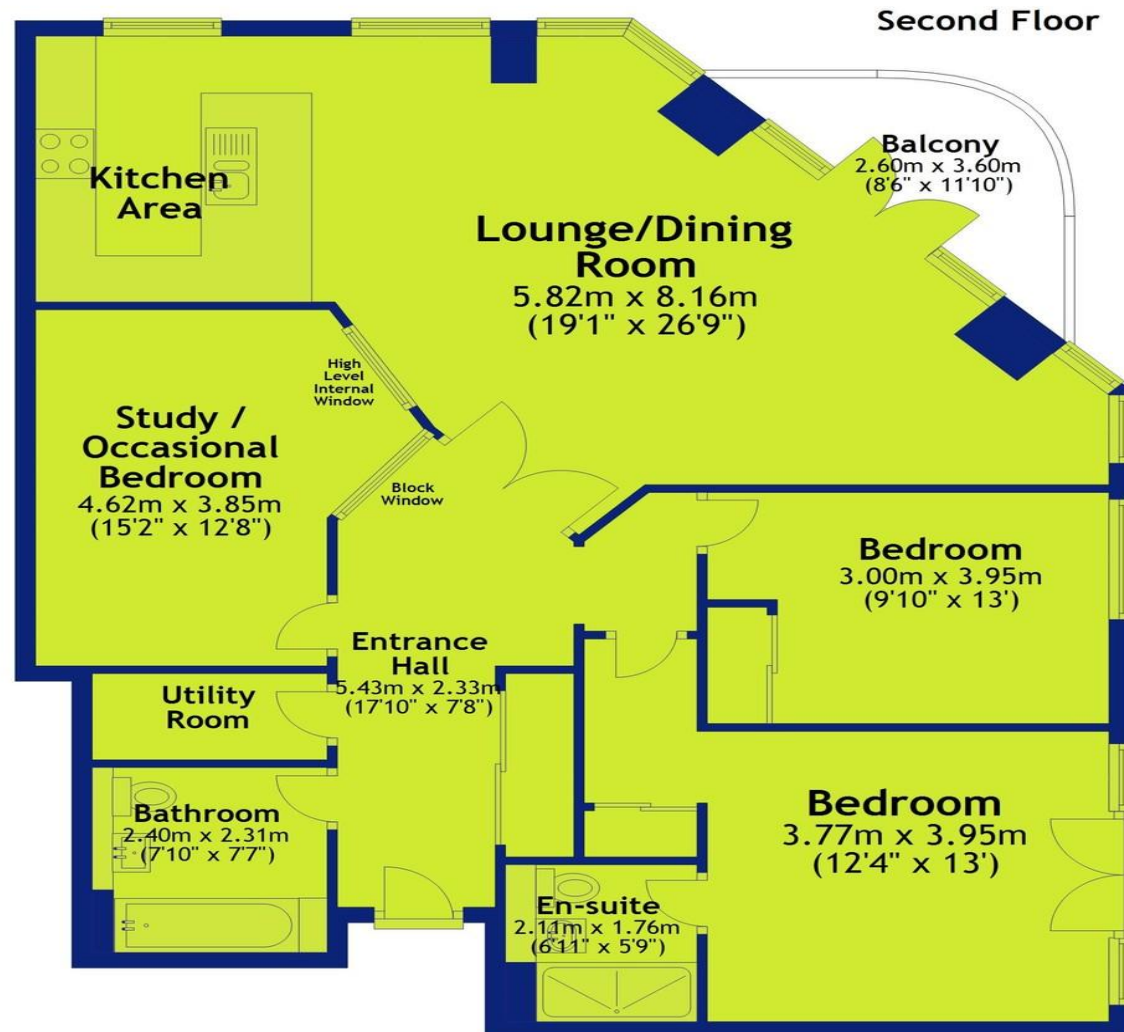 Second Floor
Balcony
2.60m x 3.60m
(8'6" x 11'10")
Kitchen
Area
Lounge/Dining
Room
5.82m x 8.16m
(19'1" x 26'9")
High
Level
Internal
Window
Study /
Occasional
Bedroom
4.62m x 3.85m
(15'2" x 12'8")
Block
Window
Bedroom
3.00m x 3.95m
(9'10" x 13')
Entrance
Hall
5.43m x 2.33m
(17'10" x 7'8")
Utility
Room
Bathroom
2.40m x 2.31m
(7'10" x 7'7")
Bedroom
3.77m x 3.95m
(12'4" x 13')
En-suite
2.11m x 1.76m
(6'11" x 5'9")